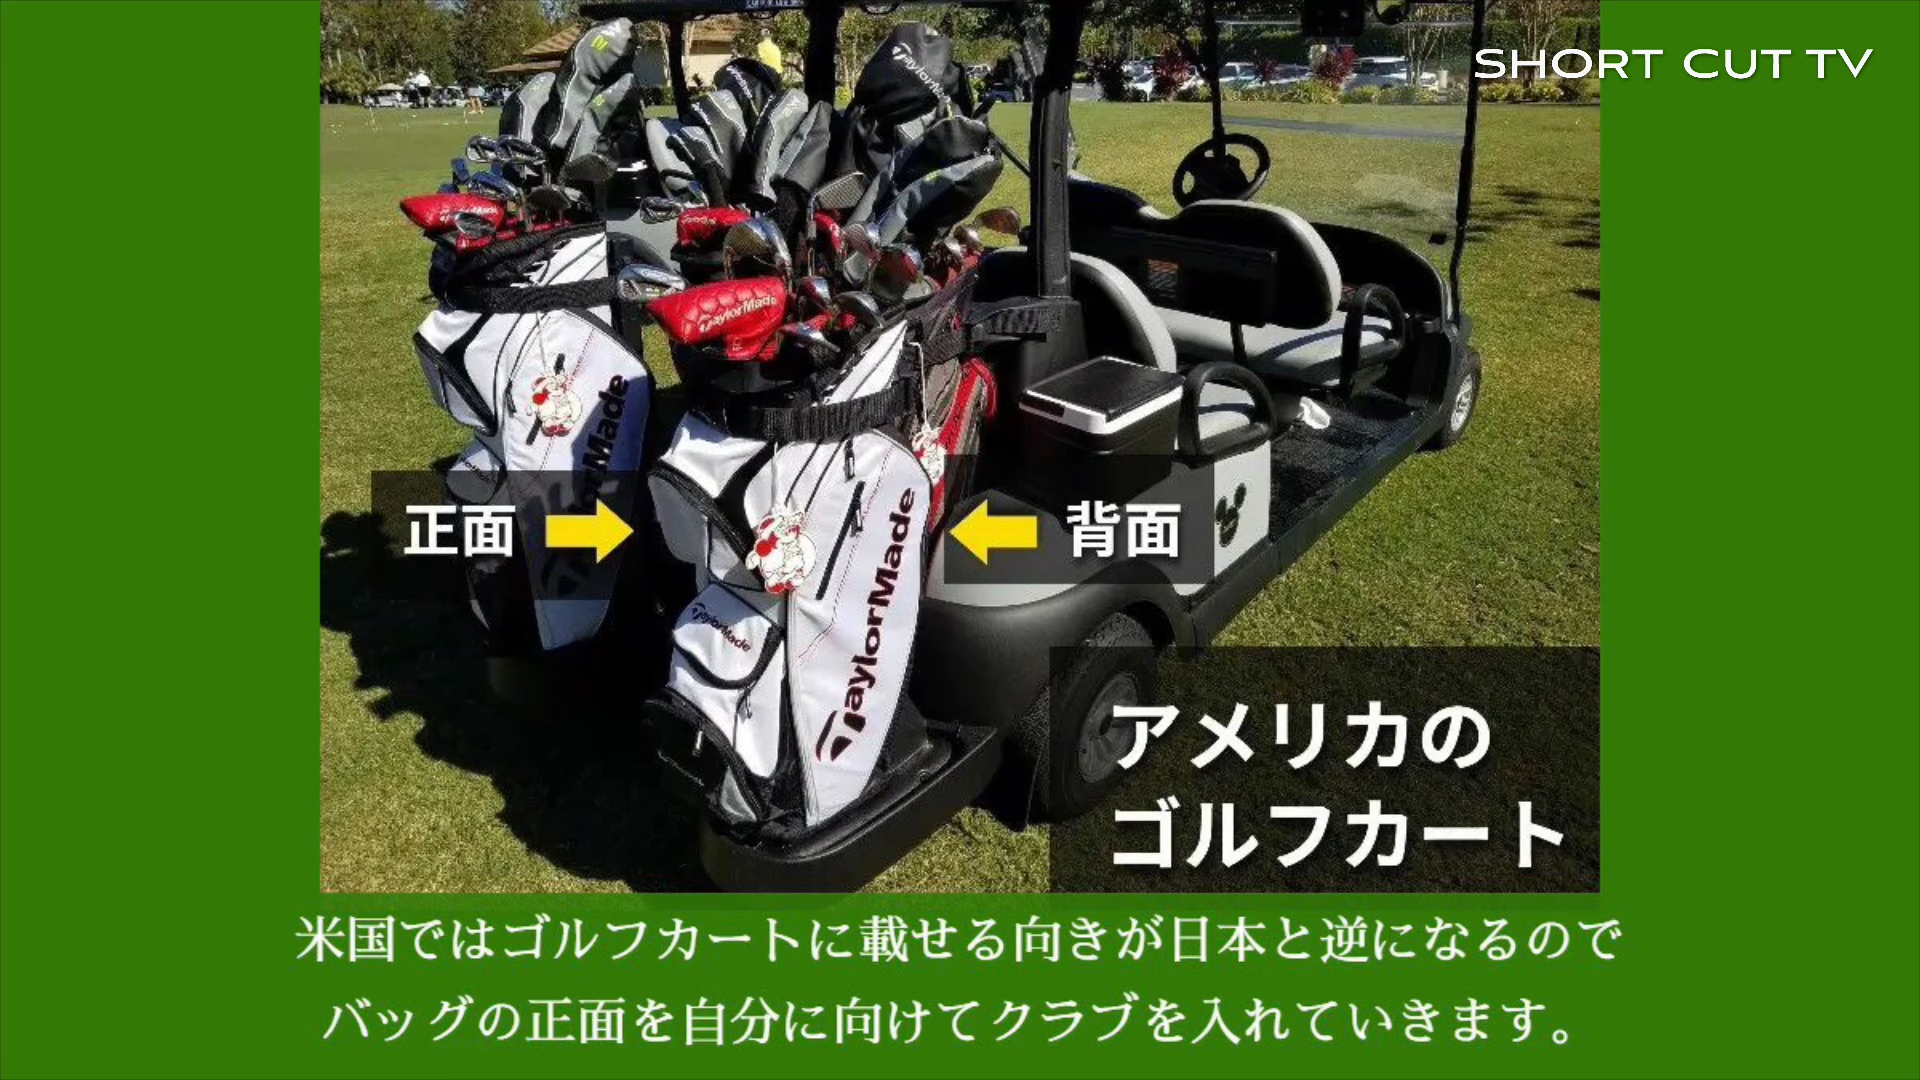 SHORT CUT TV
TaylorMade
TaylorMade
TaylorMade
正面
背面
TaylorMade
TaylorMade
アメリカの
ゴルフカート
米国ではゴルフカートに載せる向きが日本と逆になるので
バッグの正面を自分に向けてクラブを入れていきます。